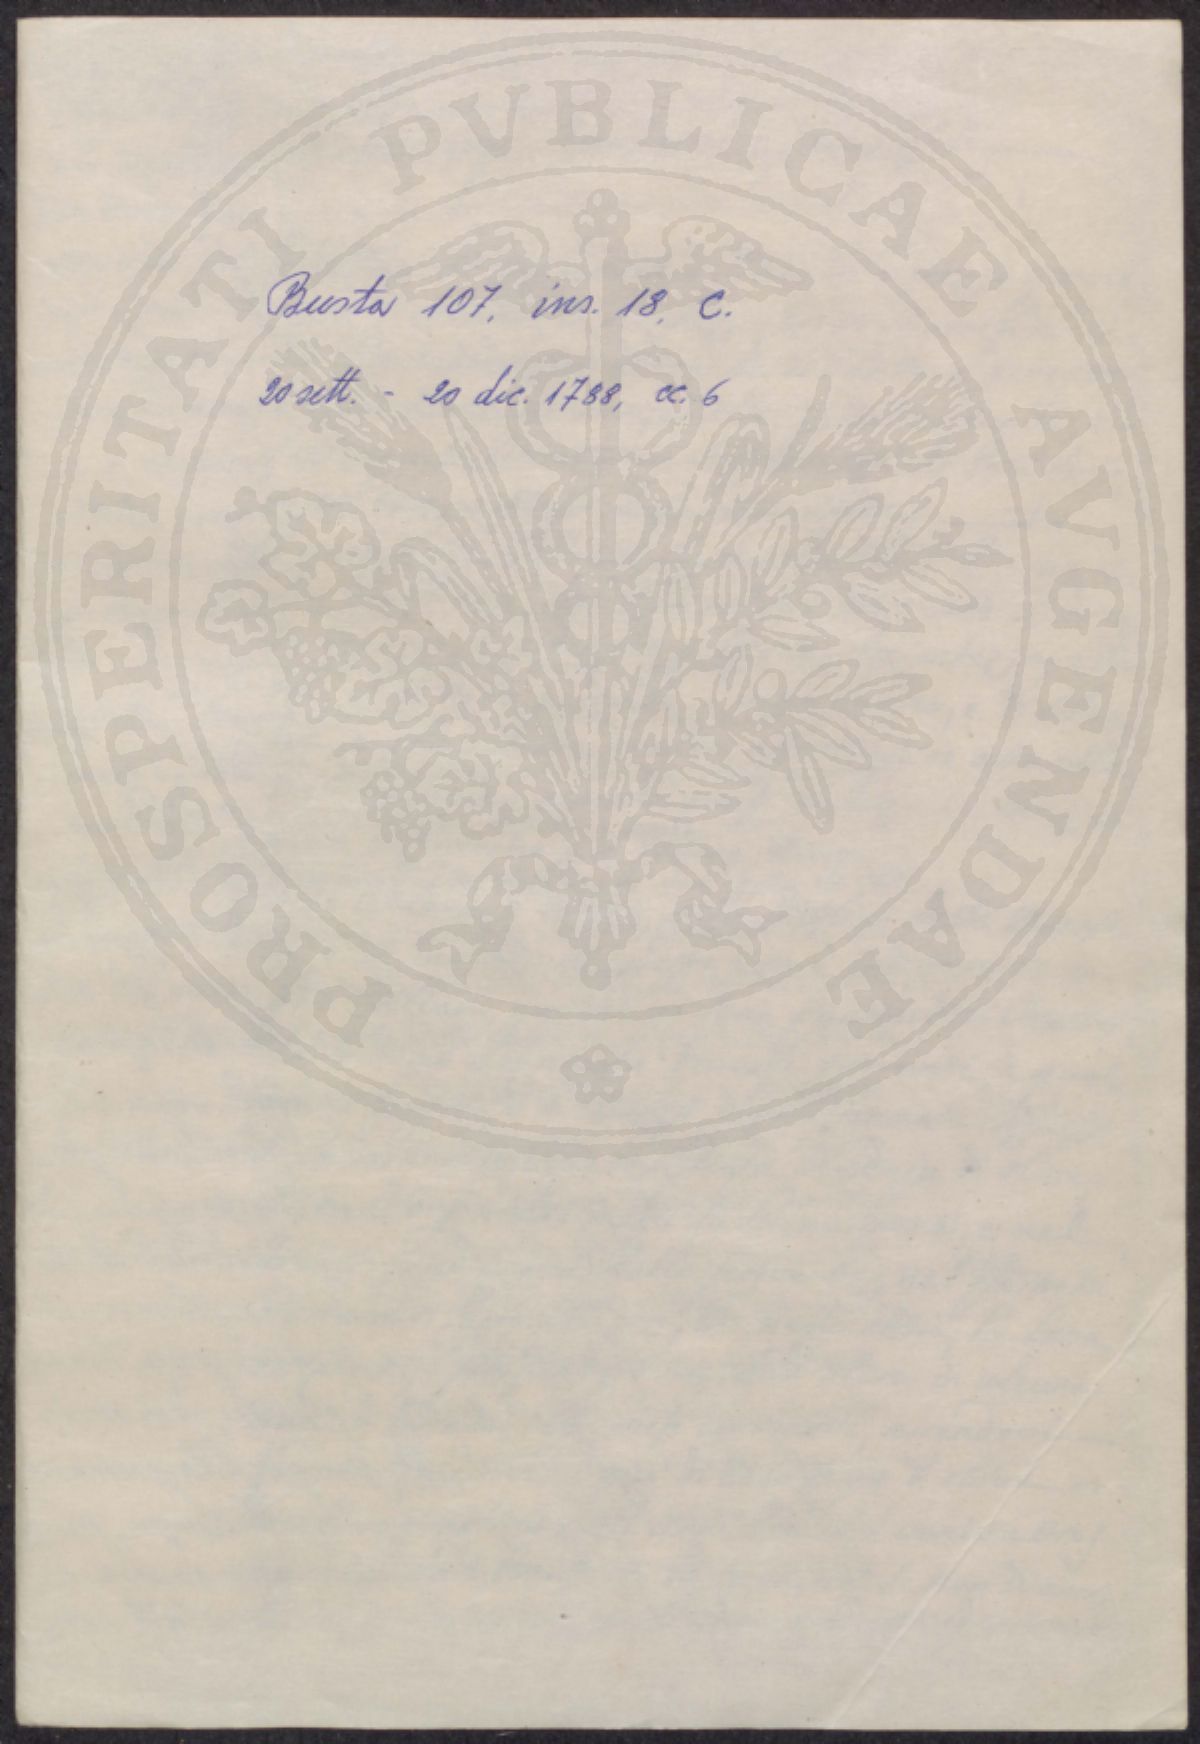 PROSPERITATI PVBLICAE AVGENDAE
Busta 107, ins. 18, C.
20 sett. - 20 dic. 1788, cc. 6